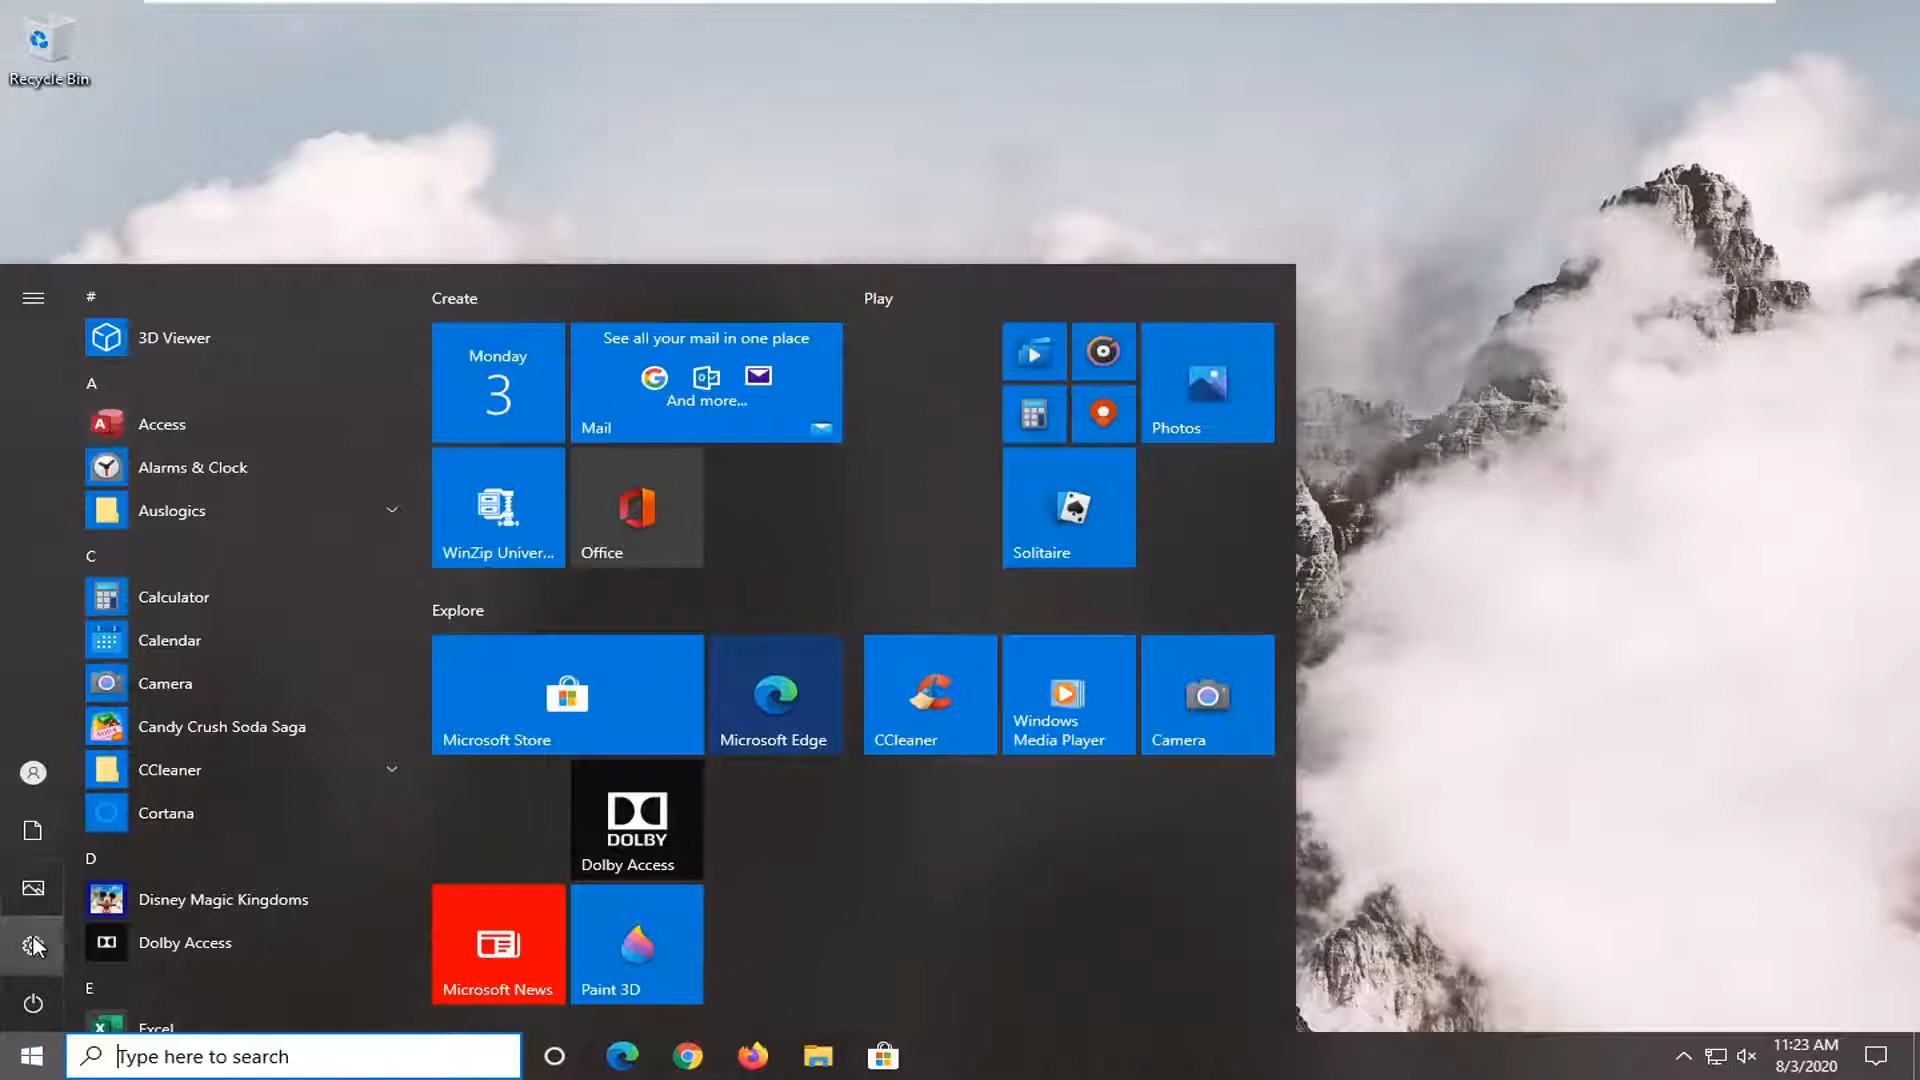 Recycle Bin
#
3D Viewer
A
Access
Alarms & Clock
Auslogics
C
Calculator
Calendar
Camera
Candy Crush Soda Saga
CCleaner
Cortana
D
Disney Magic Kingdoms
Dolby Access
E
Excel
Create
Monday
3
See all your mail in one place
And more...
Mail
WinZip Univer...
Office
Explore
Microsoft Store
Microsoft Edge
DOLBY
Dolby Access
Microsoft News
Paint 3D
Play
Photos
Solitaire
CCleaner
Windows
Media Player
Camera
Type here to search
11:23 AM
8/3/2020